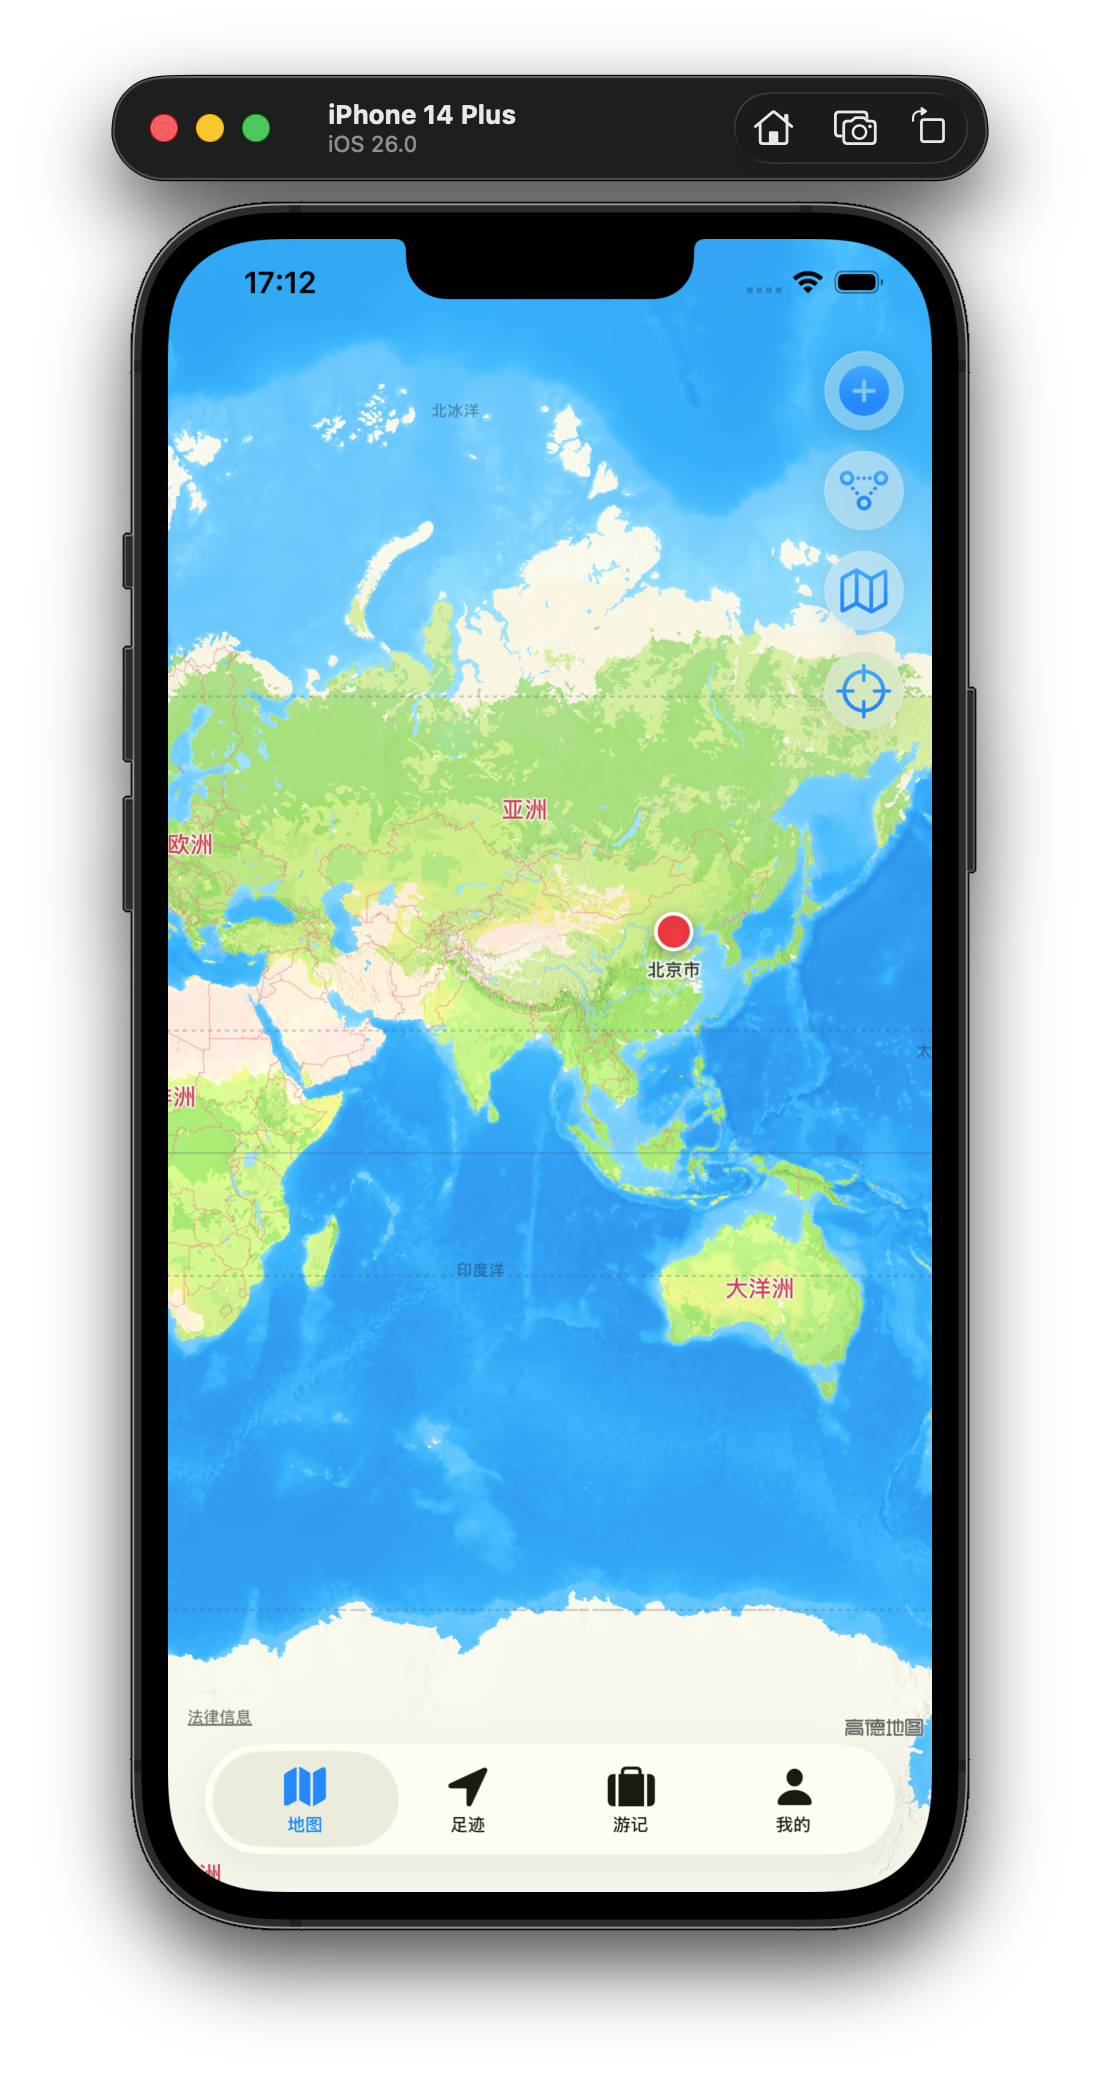 iPhone 14 Plus
iOS 26.0
17:12
北冰洋
亚洲
欧洲
北京市
太
洲
印度洋
大洋洲
法律信息
高德地图
地图
足迹
游记
我的
洲